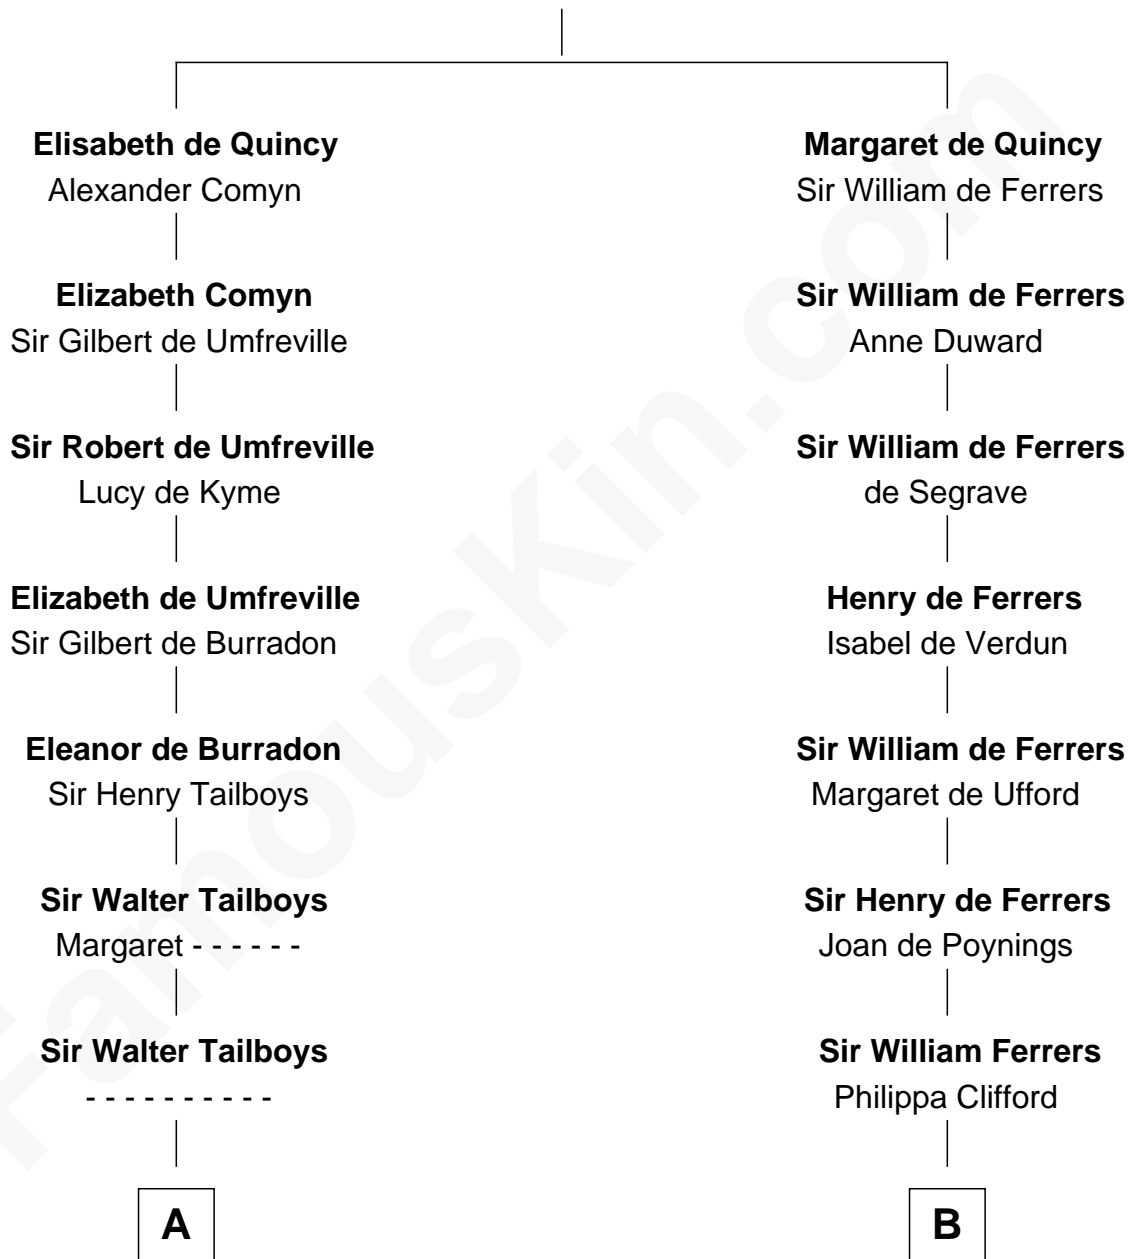 Elisabeth de Quincy
Alexander Comyn
Elizabeth Comyn
Sir Gilbert de Umfreville
Sir Robert de Umfreville
Lucy de Kyme
Elizabeth de Umfreville
Sir Gilbert de Burradon
Eleanor de Burradon
Sir Henry Tailboys
Sir Walter Tailboys
Margaret - - - - - -
Sir Walter Tailboys
- - - - - - - - - -
A
Margaret de Quincy
Sir William de Ferrers
Sir William de Ferrers
Anne Duward
Sir William de Ferrers
de Segrave
Henry de Ferrers
Isabel de Verdun
Sir William de Ferrers
Margaret de Ufford
Sir Henry de Ferrers
Joan de Poynings
Sir William Ferrers
Philippa Clifford
B
FamousKin.com